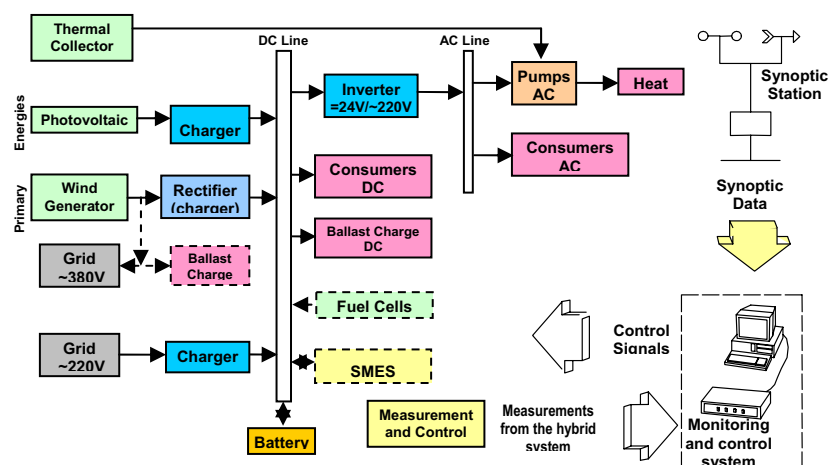 Thermal
Collector
DC Line
AC Line
Inverter
=24V/~220V
Pumps
AC
Heat
Synoptic
Station
Energies
Photovoltaic
Charger
Consumers
AC
Consumers
DC
Primary
Wind
Generator
Rectifier
(charger)
Synoptic
Data
Ballast Charge
DC
Grid
~380V
Ballast
Charge
Fuel Cells
Control
Signals
Grid
~220V
Charger
SMES
Measurement
and Control
Measurements
from the hybrid
system
Monitoring
and control
system
Battery